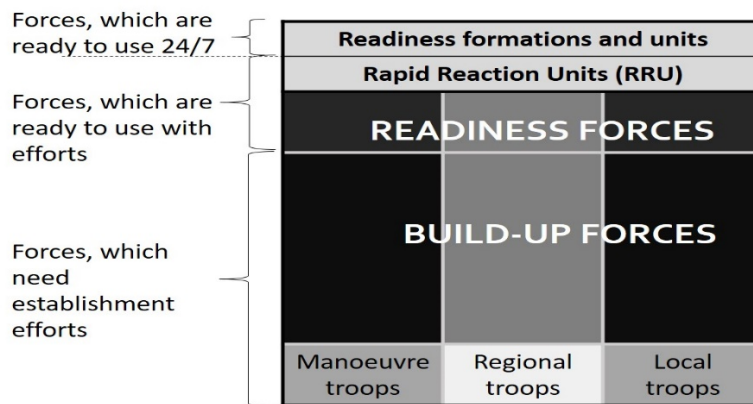 Forces, which are
ready to use 24/7
Forces, which are
ready to use with
efforts
Forces, which
need
establishment
efforts
Readiness formations and units
Rapid Reaction Units (RRU)
READINESS FORCES
BUILD-UP FORCES
Manoeuvre
troops
Regional
troops
Local
troops